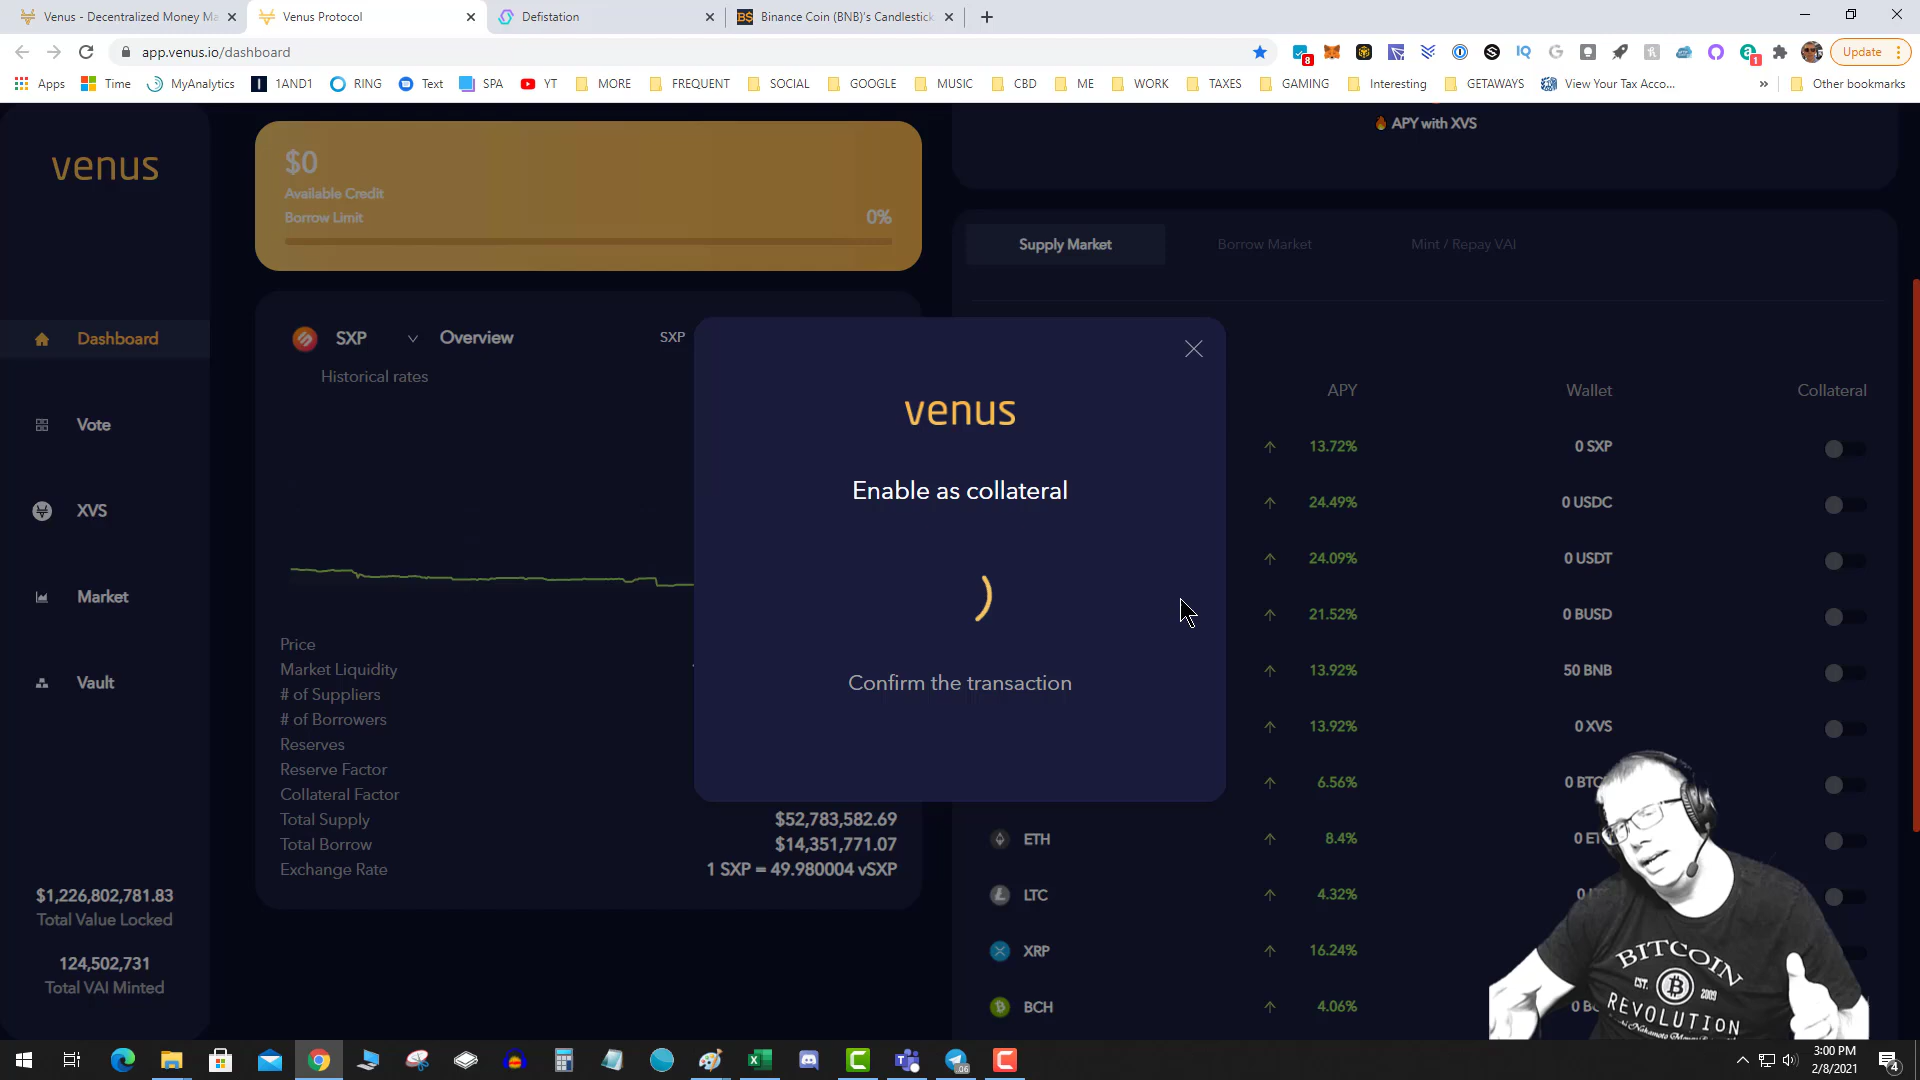 Venus - Decentralized Money Ma
Venus Protocol
Defistation
Binance Coin (BNB)'s Candlestick
app.venus.io/dashboard
Update
Apps
Time
MyAnalytics
1AND1
RING
Text
SPA
YT
MORE
FREQUENT
SOCIAL
GOOGLE
MUSIC
CBD
ME
WORK
TAXES
GAMING
Interesting
GETAWAYS
View Your Tax Acco...
Other bookmarks
venus
Dashboard
Vote
XVS
Market
Vault
$1,226,802,781.83
Total Value Locked
124,502,731
Total VAI Minted
$0
Available Credit
Borrow Limit 0%
SXP Overview SXP
Historical rates
Price
Market Liquidity
# of Suppliers
# of Borrowers
Reserves
Reserve Factor
Collateral Factor
Total Supply $52,783,582.69
Total Borrow $14,351,771.07
Exchange Rate 1 SXP = 49.980004 vSXP
venus
Enable as collateral
Confirm the transaction
APY with XVS
Supply Market Borrow Market Mint / Repay VAI
APY Wallet Collateral
13.72% 0 SXP
24.49% 0 USDC
24.09% 0 USDT
21.52% 0 BUSD
13.92% 50 BNB
13.92% 0 XVS
6.56% 0 BTC
ETH 8.4% 0 ET
LTC 4.32% 0
XRP 16.24%
BCH 4.06% 0 B
BITCOIN
EST. 2009
REVOLUTION
3:00 PM
2/8/2021